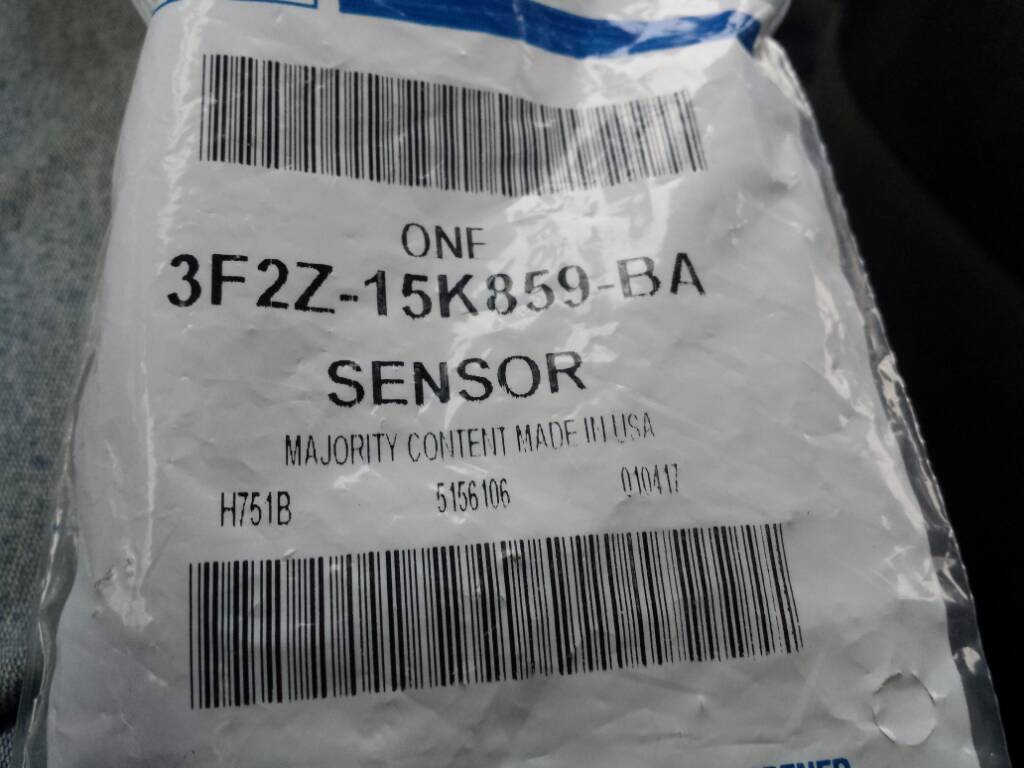 ONE
3F2Z-15K859-BA
SENSOR
MAJORITY CONTENT MADE IN USA
H751B 5156106 010417